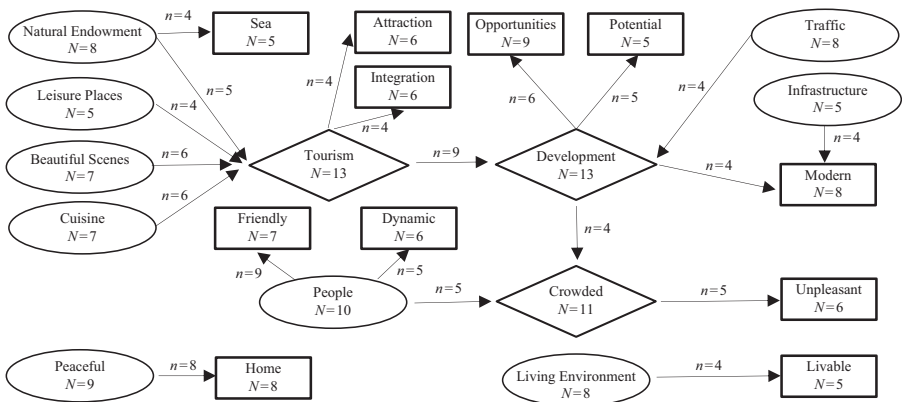 Natural Endowment
N=8
n=4
Sea
N=5
Attraction
N=6
Opportunities
N=9
Potential
N=5
Traffic
N=8
n=5
n=4
Integration
N=6
n=4
Leisure Places
N=5
n=4
n=6
n=5
n=4
Infrastructure
N=5
n=4
Beautiful Scenes
N=7
n=6
Tourism
N=13
n=9
Development
N=13
n=4
Modern
N=8
Cuisine
N=7
n=6
Friendly
N=7
Dynamic
N=6
n=4
n=9
n=5
People
N=10
n=5
Crowded
N=11
n=5
Unpleasant
N=6
Peaceful
N=9
n=8
Home
N=8
Living Environment
N=8
n=4
Livable
N=5